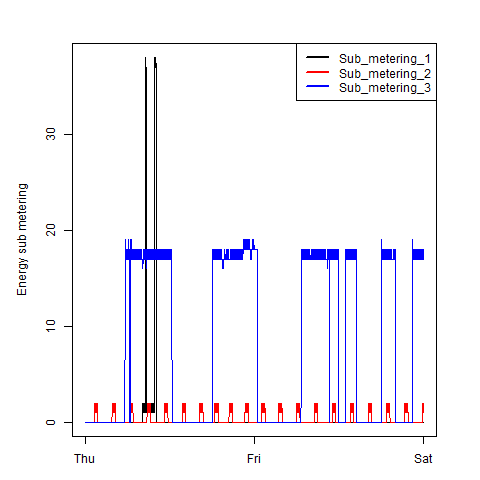 Sub_metering_1
Sub_metering_2
Sub_metering_3
Energy sub metering
30
20
10
0
Thu Fri Sat